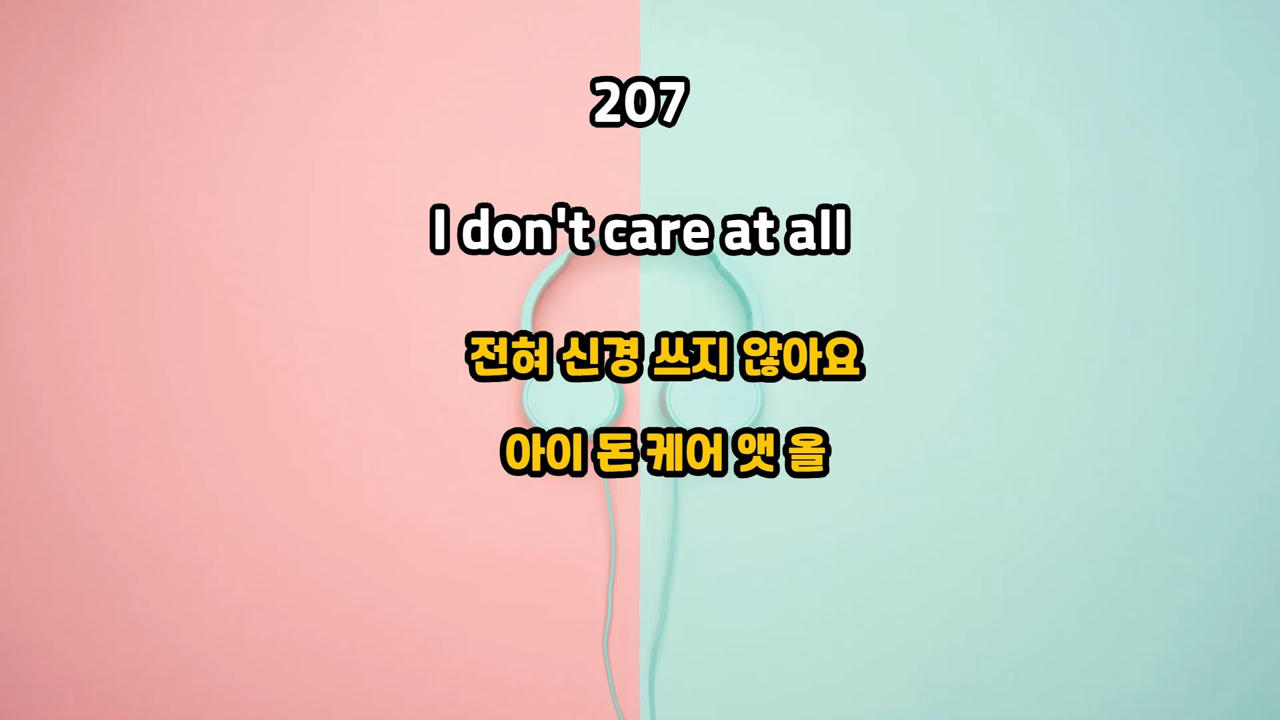 207
I don't care at all
전혀 신경 쓰지 않아요
아이 돈 케어 앳 올